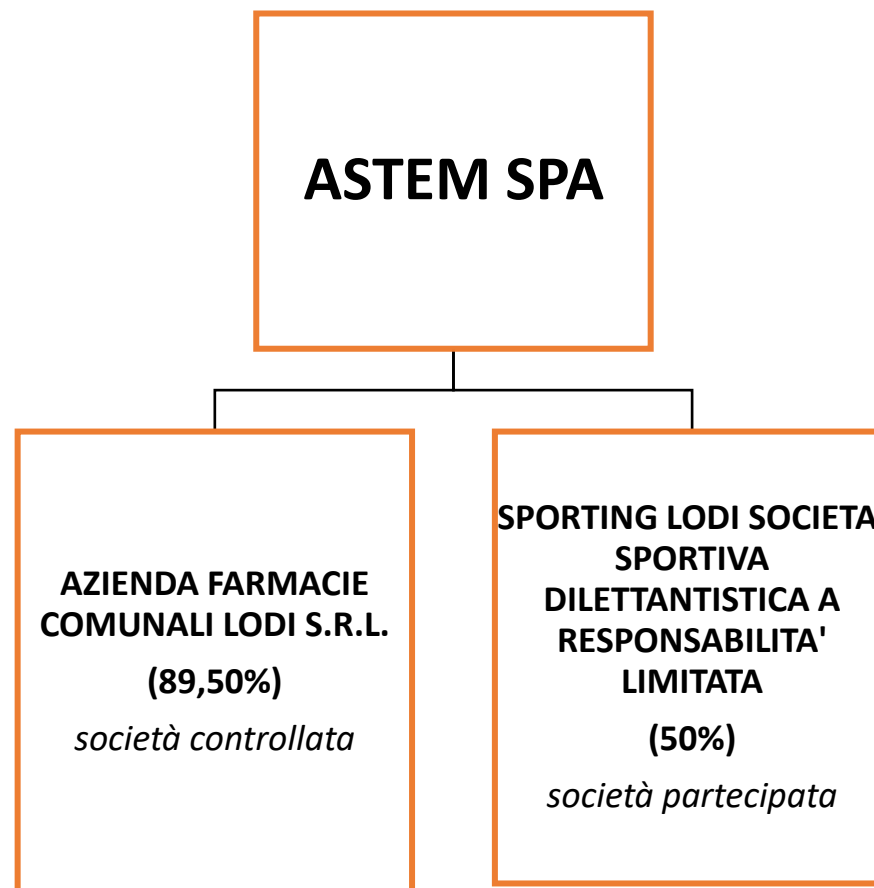 ASTEM SPA
AZIENDA FARMACIE
COMUNALI LODI S.R.L.
(89,50%)
società controllata
SPORTING LODI SOCIETA
SPORTIVA
DILETTANTISTICA A
RESPONSABILITA'
LIMITATA
(50%)
società partecipata